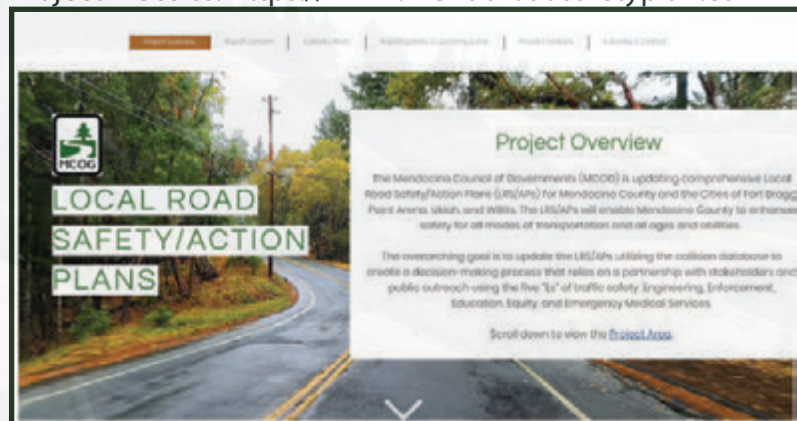 Project Overview
MCOG
LOCAL ROAD
SAFETY/ACTION
PLANS
Project Overview
The Mendocino Council of Governments (MCOG) is updating comprehensive Local
Road Safety/Action Plans (LRS/APs) for Mendocino County and the Cities of Fort Bragg,
Point Arena, Ukiah, and Willits. The LRS/APs will enable Mendocino County to enhance
safety for all modes of transportation and all ages and abilities.
The overarching goal is to update the LRS/APs utilizing the collision database to
create a decision-making process that relies on a partnership with stakeholders and
public outreach using the five "Es" of traffic safety: Engineering, Enforcement,
Education, Equity, and Emergency Medical Services.
Scroll down to view the Project Area.